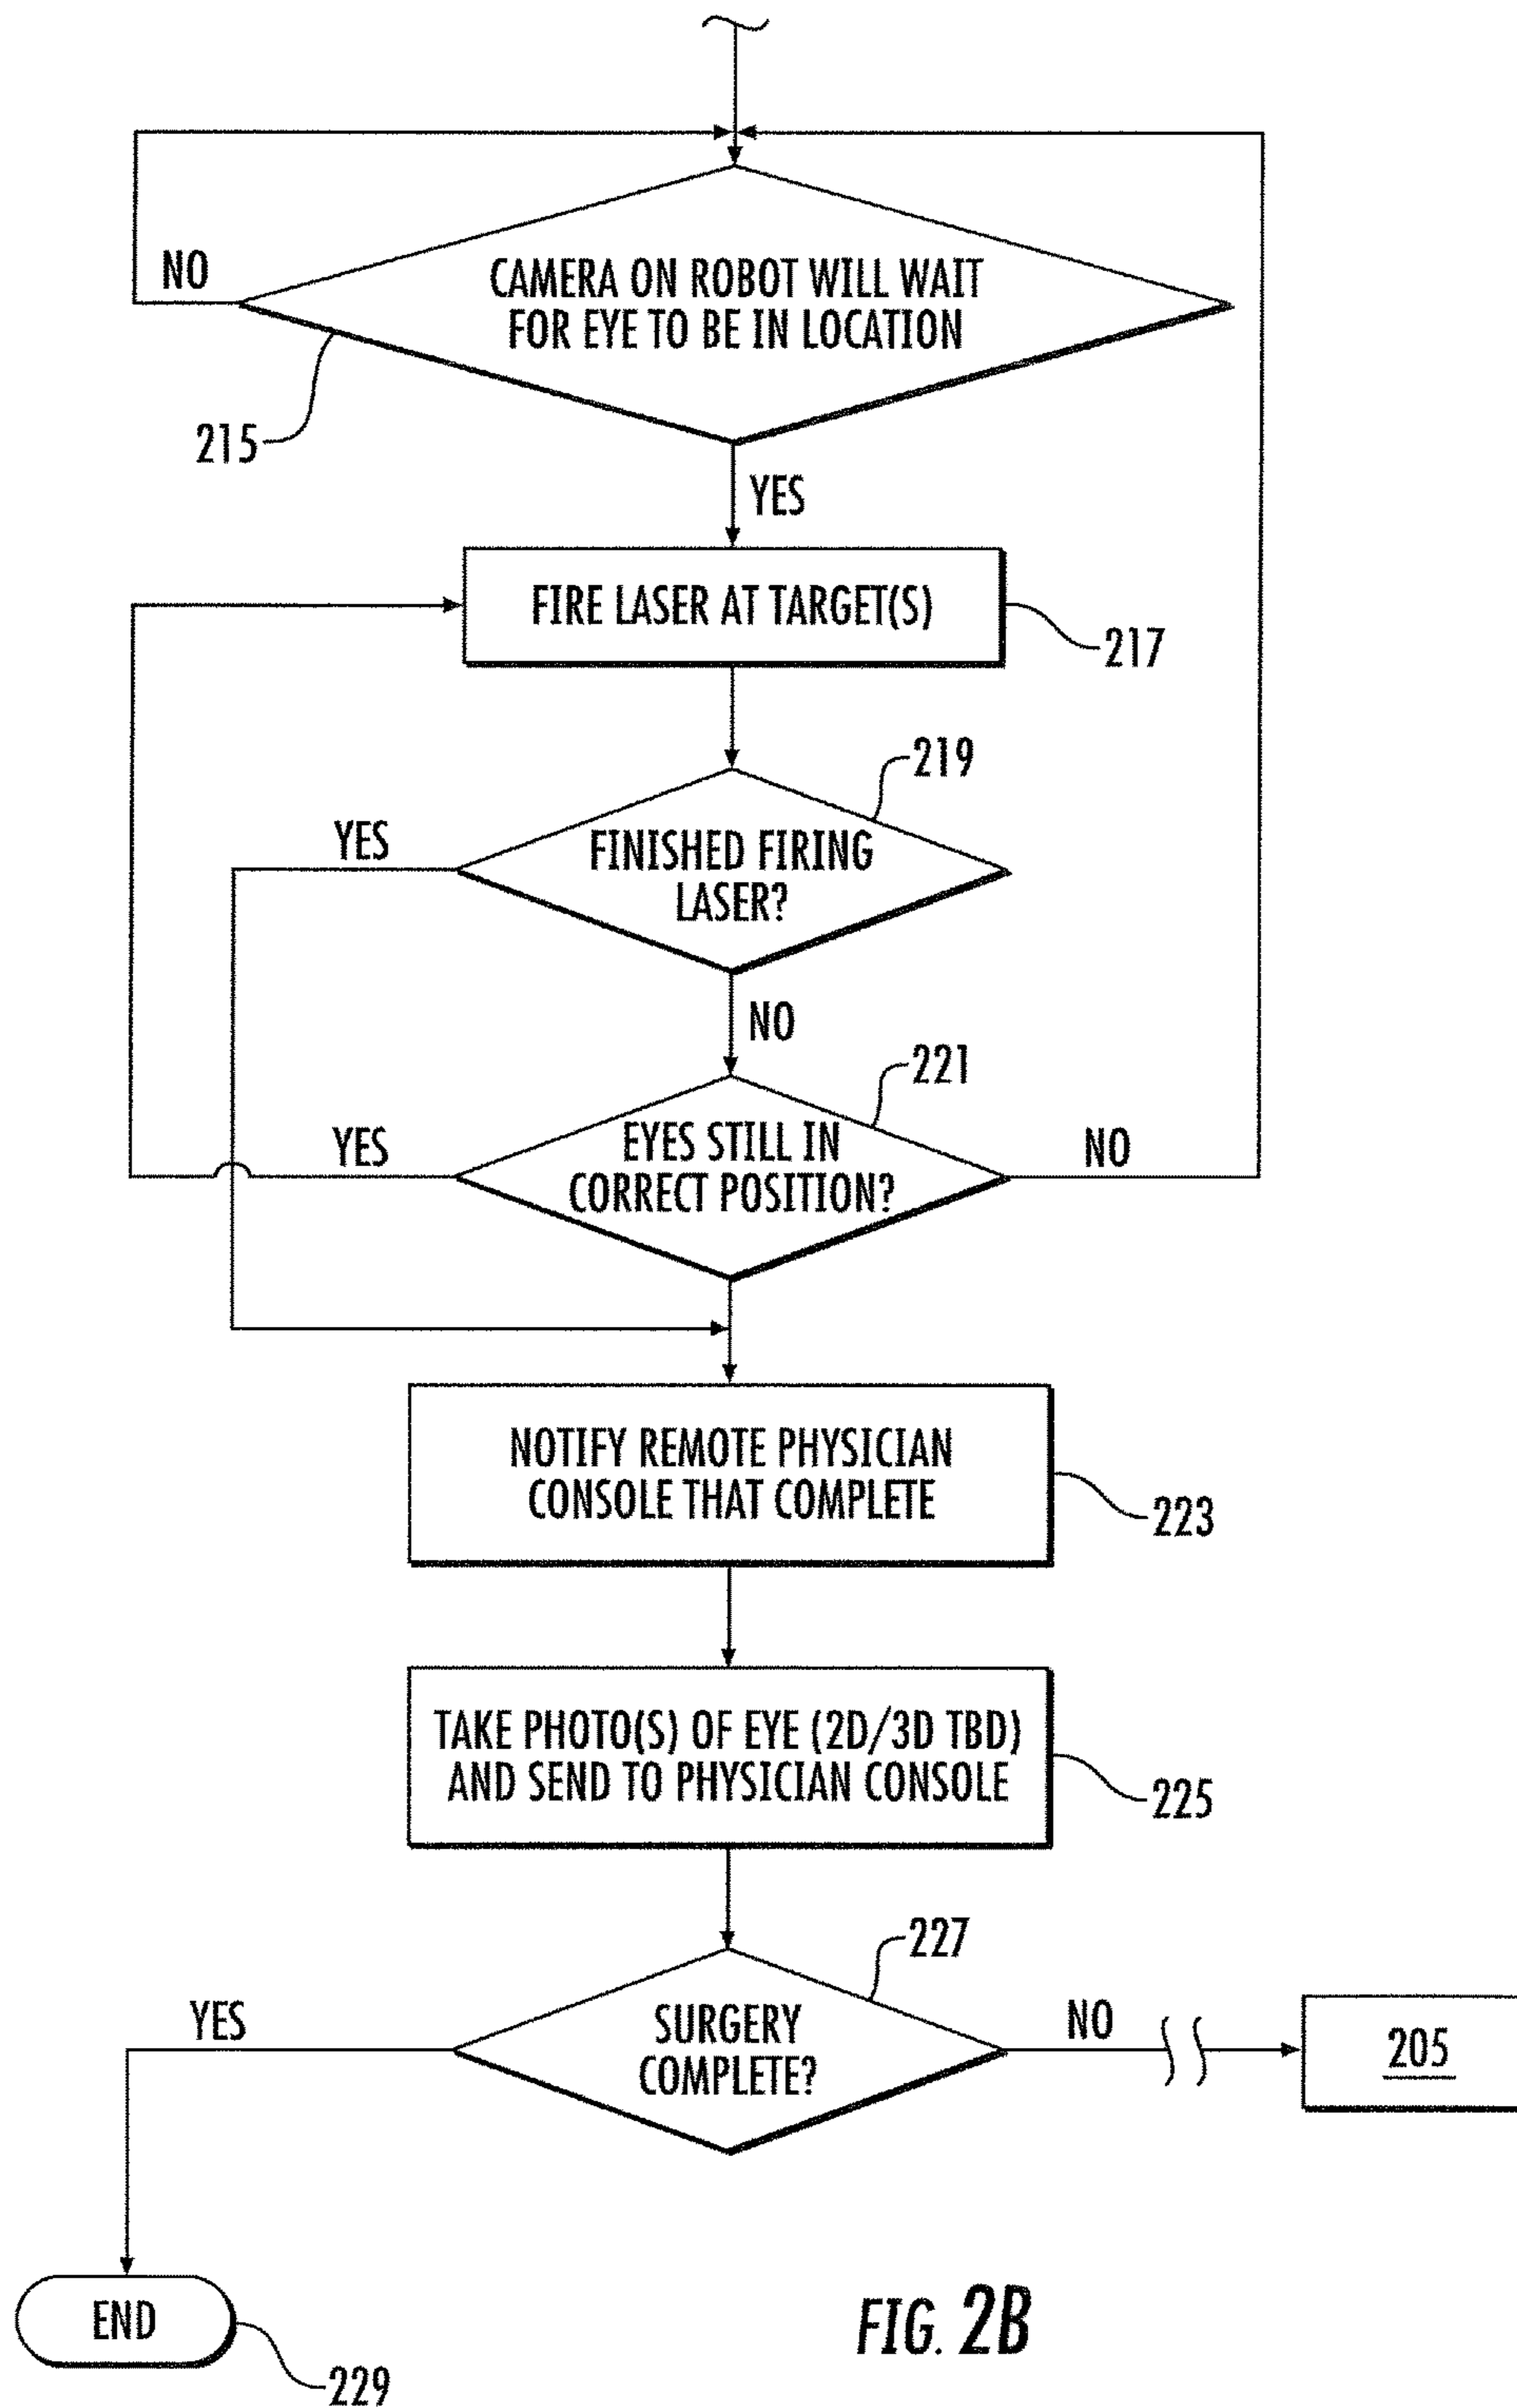 NO
CAMERA ON ROBOT WILL WAIT
FOR EYE TO BE IN LOCATION
215
YES
FIRE LASER AT TARGET(S)
217
219
YES
FINISHED FIRING
LASER?
NO
221
YES
EYES STILL IN
CORRECT POSITION?
NO
NOTIFY REMOTE PHYSICIAN
CONSOLE THAT COMPLETE
223
TAKE PHOTO(S) OF EYE (2D/3D TBD)
AND SEND TO PHYSICIAN CONSOLE
225
227
YES
SURGERY
COMPLETE?
NO
205
END
229
FIG. 2B